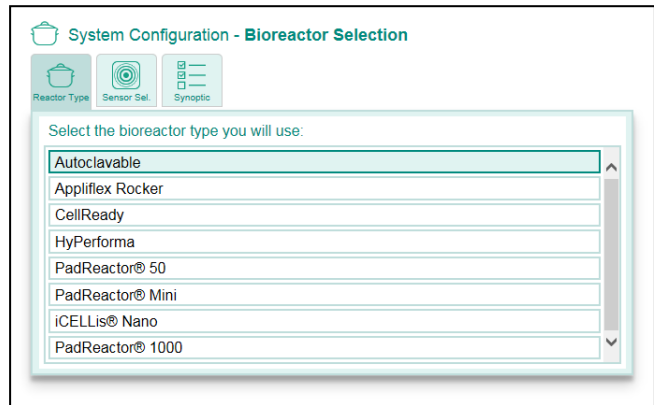 System Configuration - Bioreactor Selection
Reactor Type Sensor Sel. Synoptic
Select the bioreactor type you will use:
Autoclavable
Appliflex Rocker
CellReady
HyPerforma
PadReactor® 50
PadReactor® Mini
iCELLis® Nano
PadReactor® 1000